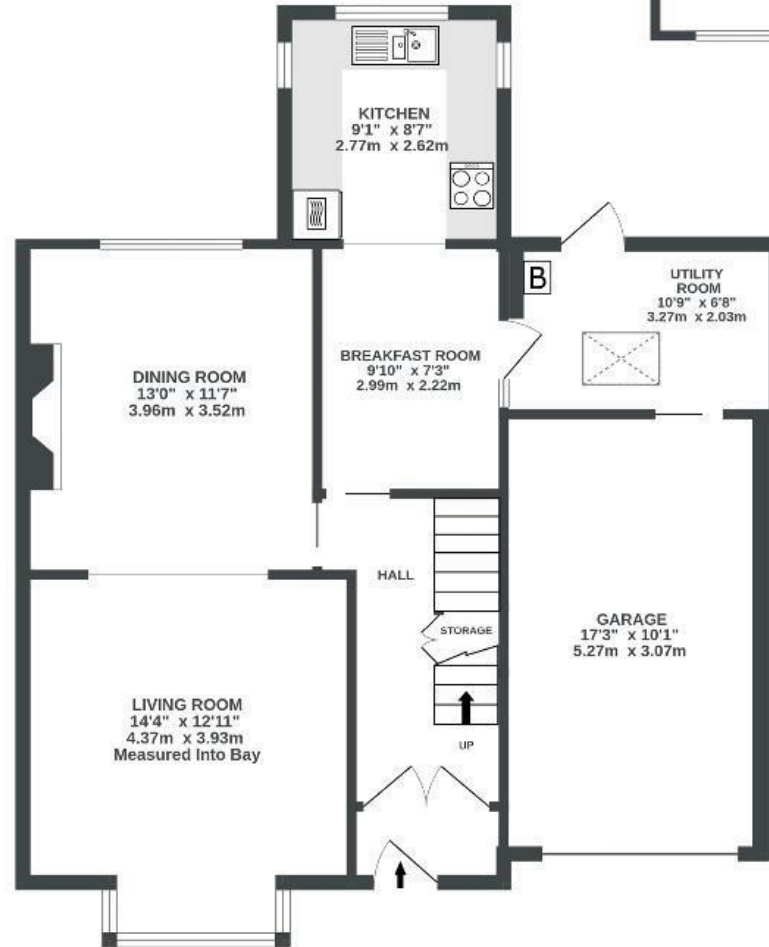 KITCHEN
9'1" x 8'7"
2.77m x 2.62m
B
UTILITY
ROOM
10'9" x 6'8"
3.27m x 2.03m
DINING ROOM
13'0" x 11'7"
3.96m x 3.52m
BREAKFAST ROOM
9'10" x 7'3"
2.99m x 2.22m
HALL
STORAGE
UP
GARAGE
17'3" x 10'1"
5.27m x 3.07m
LIVING ROOM
14'4" x 12'11"
4.37m x 3.93m
Measured Into Bay